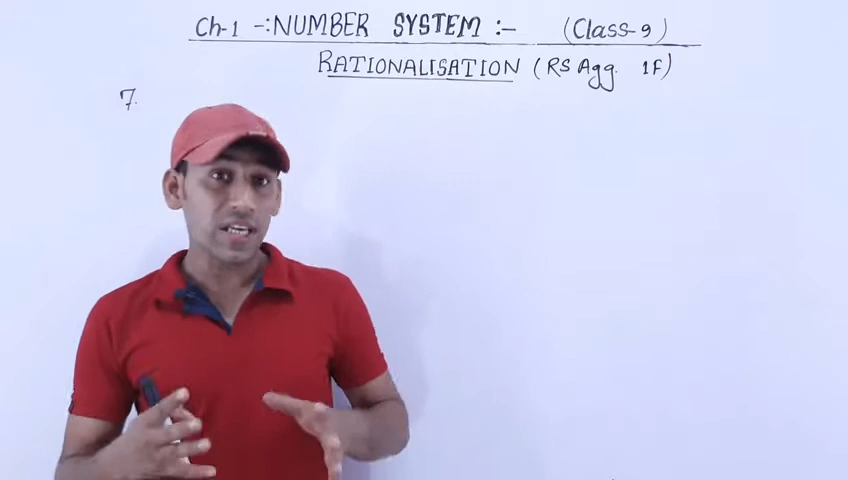 Ch-1 -:NUMBER SYSTEM :- (Class-9)
RATIONALISATION (RS Agg. 1F)
7.